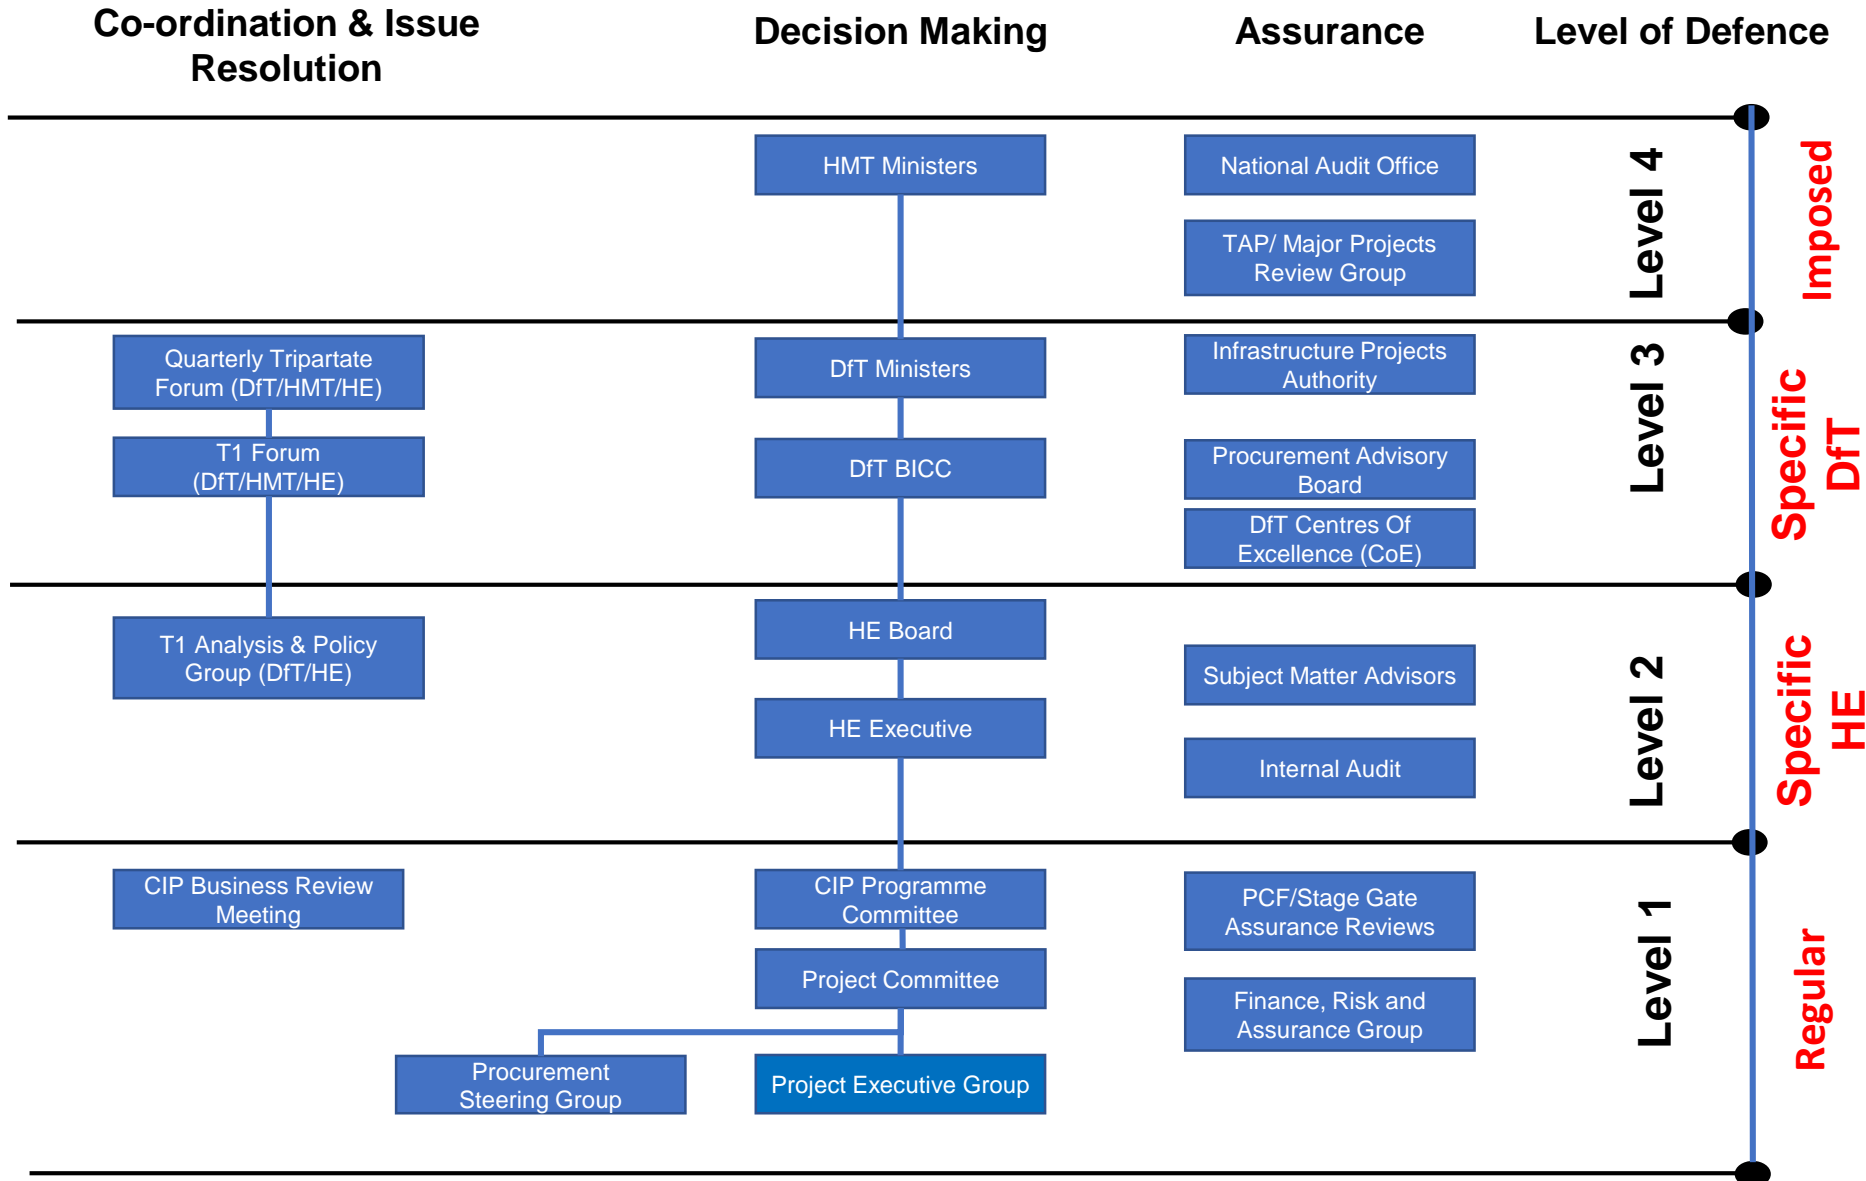 Co-ordination & Issue
Resolution
Decision Making
Assurance
Level of Defence
HMT Ministers
National Audit Office
TAP/ Major Projects
Review Group
Level 4
Imposed
Quarterly Tripartate
Forum (DfT/HMT/HE)
T1 Forum
(DfT/HMT/HE)
DfT Ministers
DfT BICC
Infrastructure Projects
Authority
Procurement Advisory
Board
DfT Centres Of
Excellence (CoE)
Level 3
Specific
DfT
T1 Analysis & Policy
Group (DfT/HE)
HE Board
HE Executive
Subject Matter Advisors
Internal Audit
Level 2
Specific
HE
CIP Business Review
Meeting
CIP Programme
Committee
Project Committee
Procurement
Steering Group
Project Executive Group
PCF/Stage Gate
Assurance Reviews
Finance, Risk and
Assurance Group
Level 1
Regular